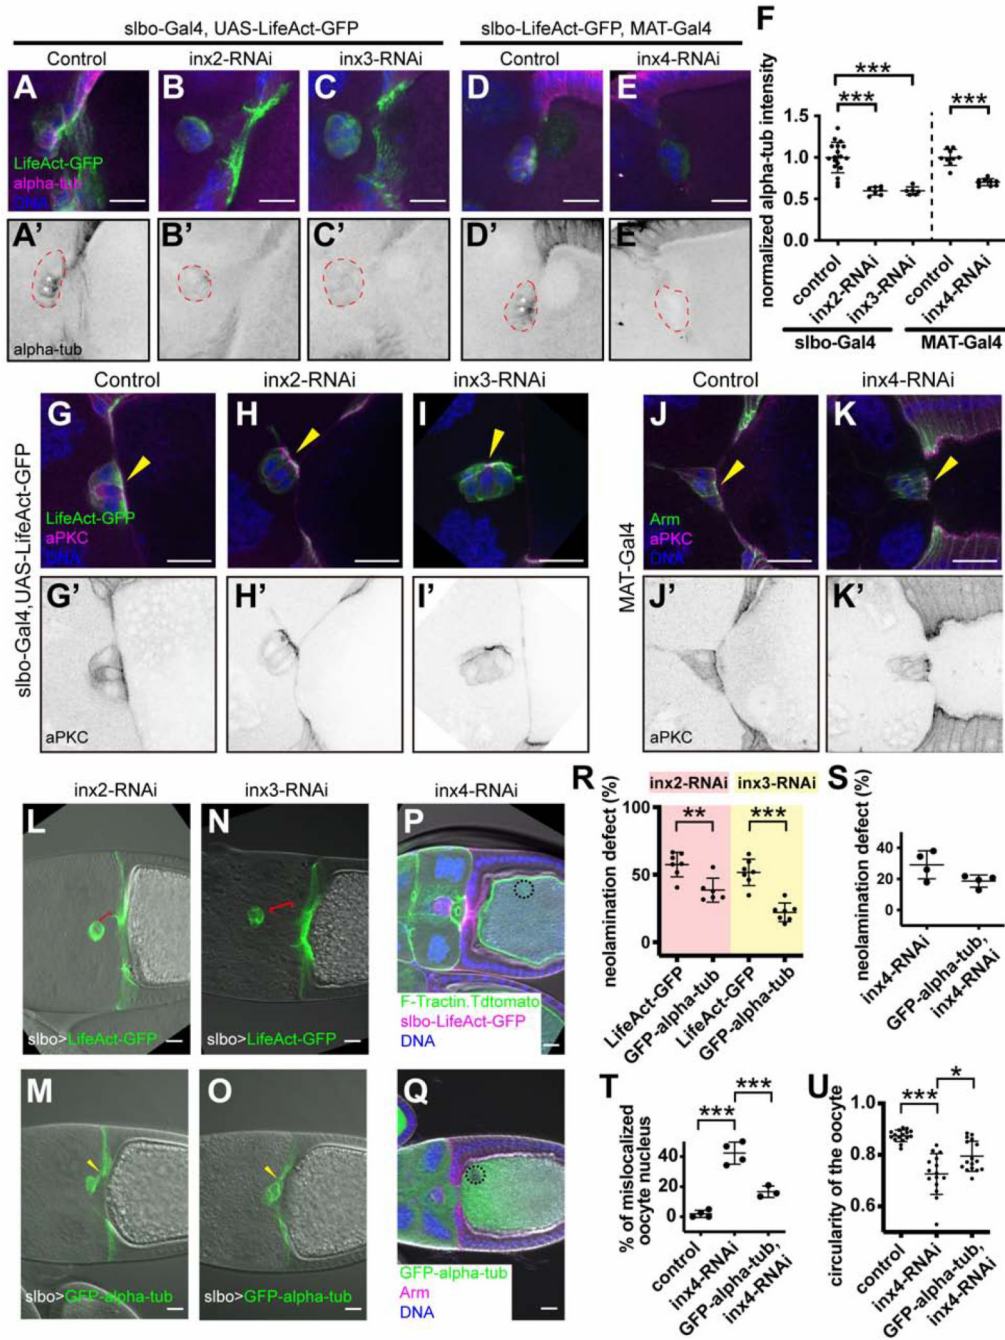 slbo-Gal4, UAS-LifeAct-GFP
slbo-LifeAct-GFP, MAT-Gal4
Control
inx2-RNAi
inx3-RNAi
Control
inx4-RNAi
A
LifeAct-GFP
alpha-tub
DNA
B
C
D
E
A'
alpha-tub
B'
C'
D'
E'
F
normalized alpha-tub intensity
1.5
1.0
0.5
0.0
***
***
***
control
inx2-RNAi
inx3-RNAi
control
inx4-RNAi
slbo-Gal4
MAT-Gal4
slbo-Gal4,UAS-LifeAct-GFP
Control
inx2-RNAi
inx3-RNAi
G
LifeAct-GFP
aPKC
DNA
H
I
G'
aPKC
H'
I'
MAT-Gal4
Control
inx4-RNAi
J
Arm
aPKC
DNA
K
J'
aPKC
K'
inx2-RNAi
inx3-RNAi
inx4-RNAi
L
slbo>LifeAct-GFP
N
slbo>LifeAct-GFP
P
F-Tractin.Tdtomato
slbo-LifeAct-GFP
DNA
M
slbo>GFP-alpha-tub
O
slbo>GFP-alpha-tub
Q
GFP-alpha-tub
Arm
DNA
R
inx2-RNAi
inx3-RNAi
neolamination defect (%)
100
50
0
**
***
LifeAct-GFP
GFP-alpha-tub
LifeAct-GFP
GFP-alpha-tub
S
neolamination defect (%)
40
20
0
inx4-RNAi
GFP-alpha-tub,
inx4-RNAi
T
% of mislocalized
oocyte nucleus
40
20
0
***
***
control
inx4-RNAi
GFP-alpha-tub,
inx4-RNAi
U
circularity of the oocyte
1.0
0.8
0.6
***
*
control
inx4-RNAi
GFP-alpha-tub,
inx4-RNAi